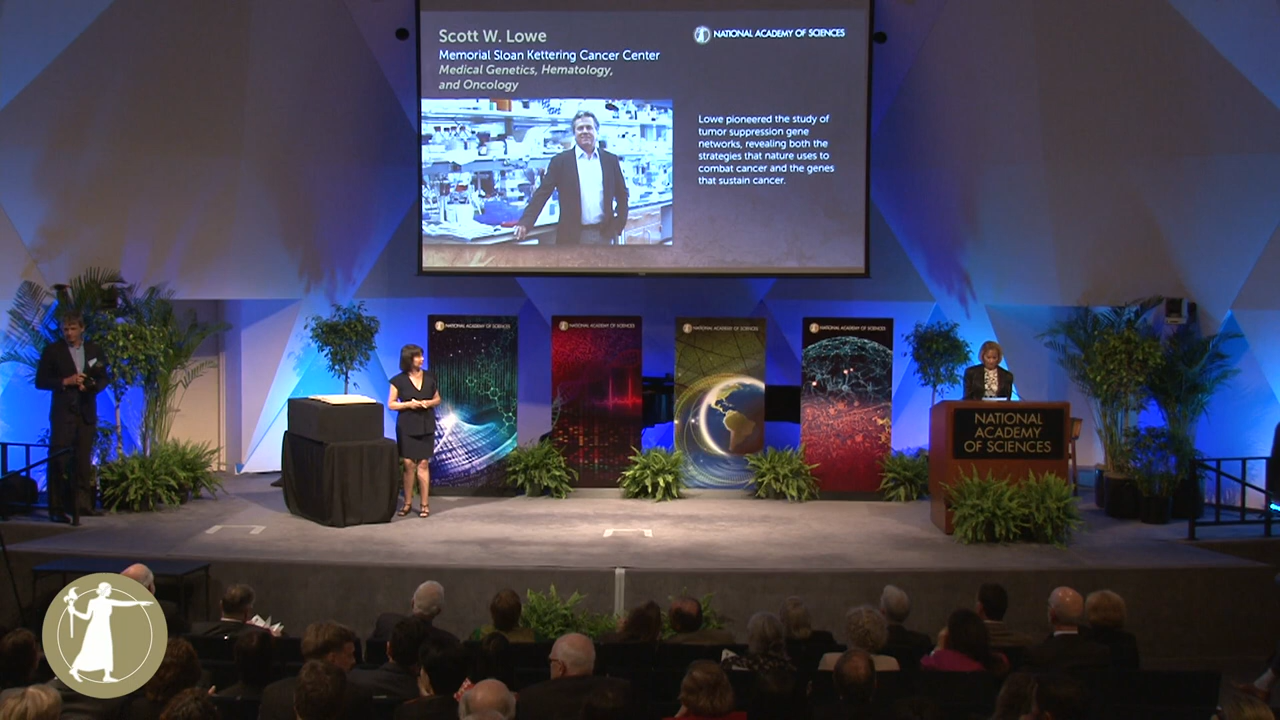 Scott W. Lowe
Memorial Sloan Kettering Cancer Center
Medical Genetics, Hematology,
and Oncology
NATIONAL ACADEMY OF SCIENCES
Lowe pioneered the study of
tumor suppression gene
networks, revealing both the
strategies that nature uses to
combat cancer and the genes
that sustain cancer.
NATIONAL ACADEMY OF SCIENCES
NATIONAL ACADEMY OF SCIENCES
NATIONAL ACADEMY OF SCIENCES
NATIONAL ACADEMY OF SCIENCES
NATIONAL
ACADEMY
OF SCIENCES